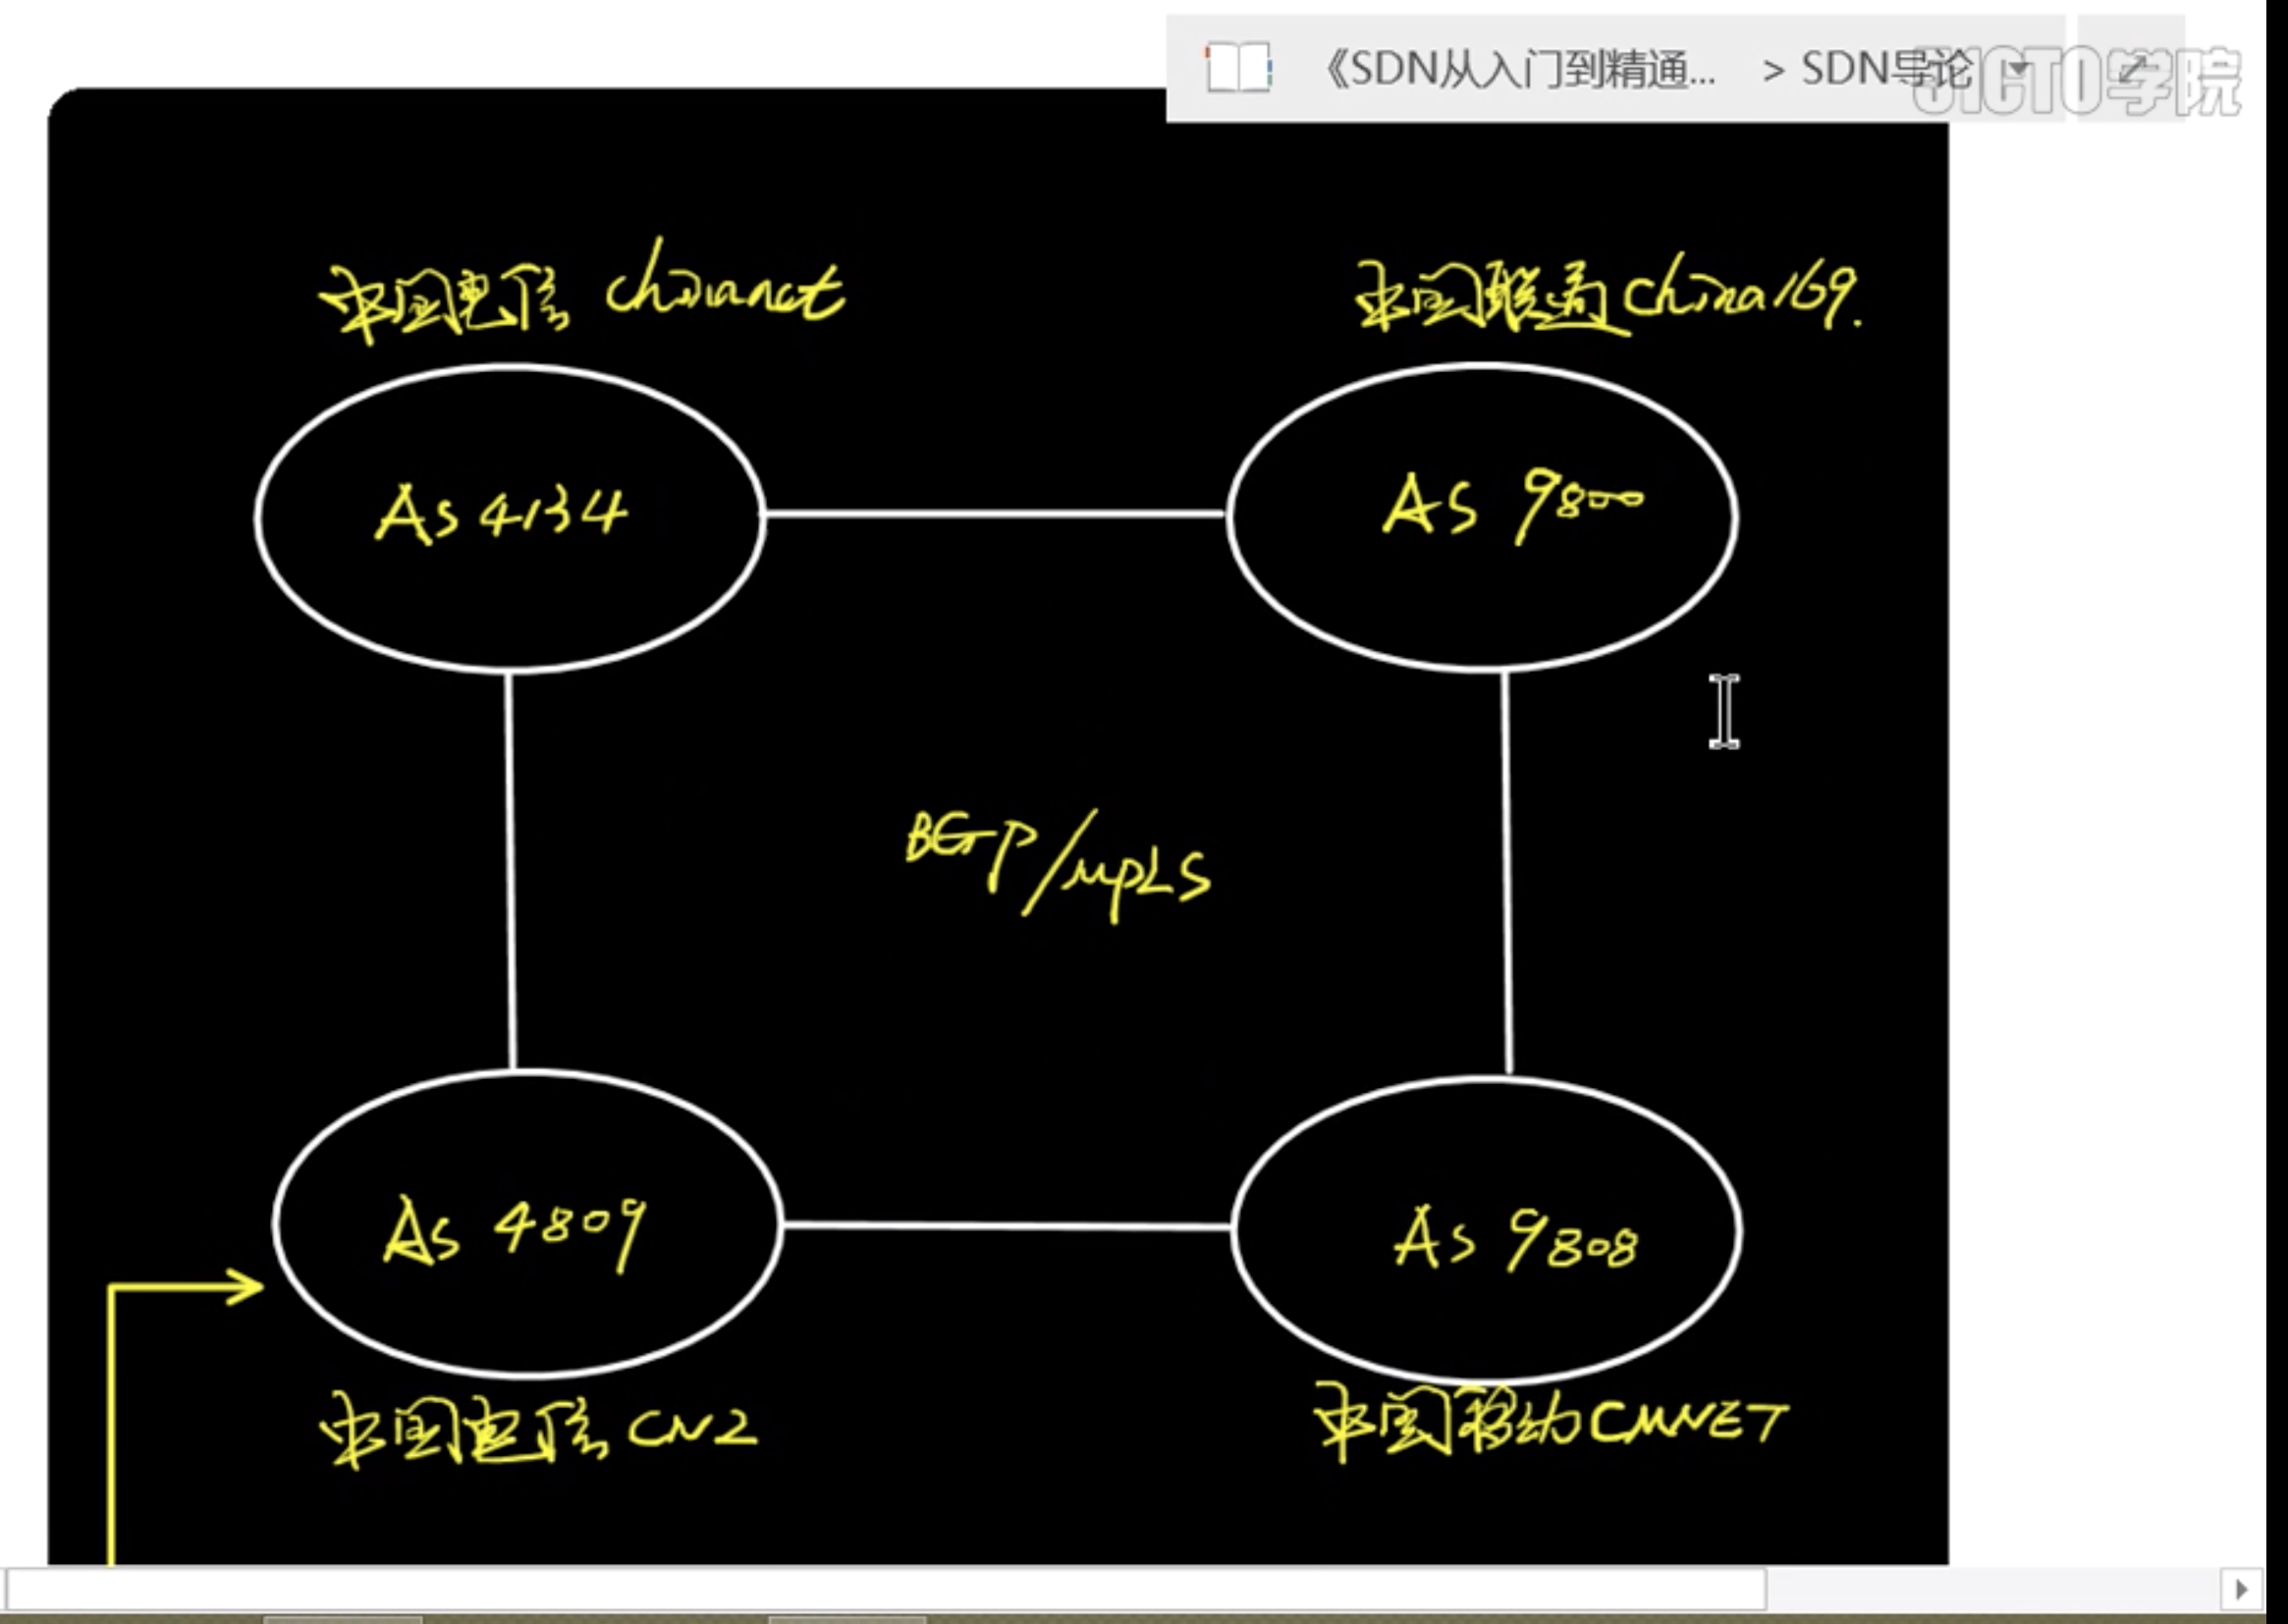 《SDN从入门到精通... > SDN导论
51CTO学院
中国电信 chinanet
中国联通 china169.
AS 4134
AS 9800
BGP/MPLS
AS 4809
AS 9808
中国电信 CN2
中国移动 CMNET